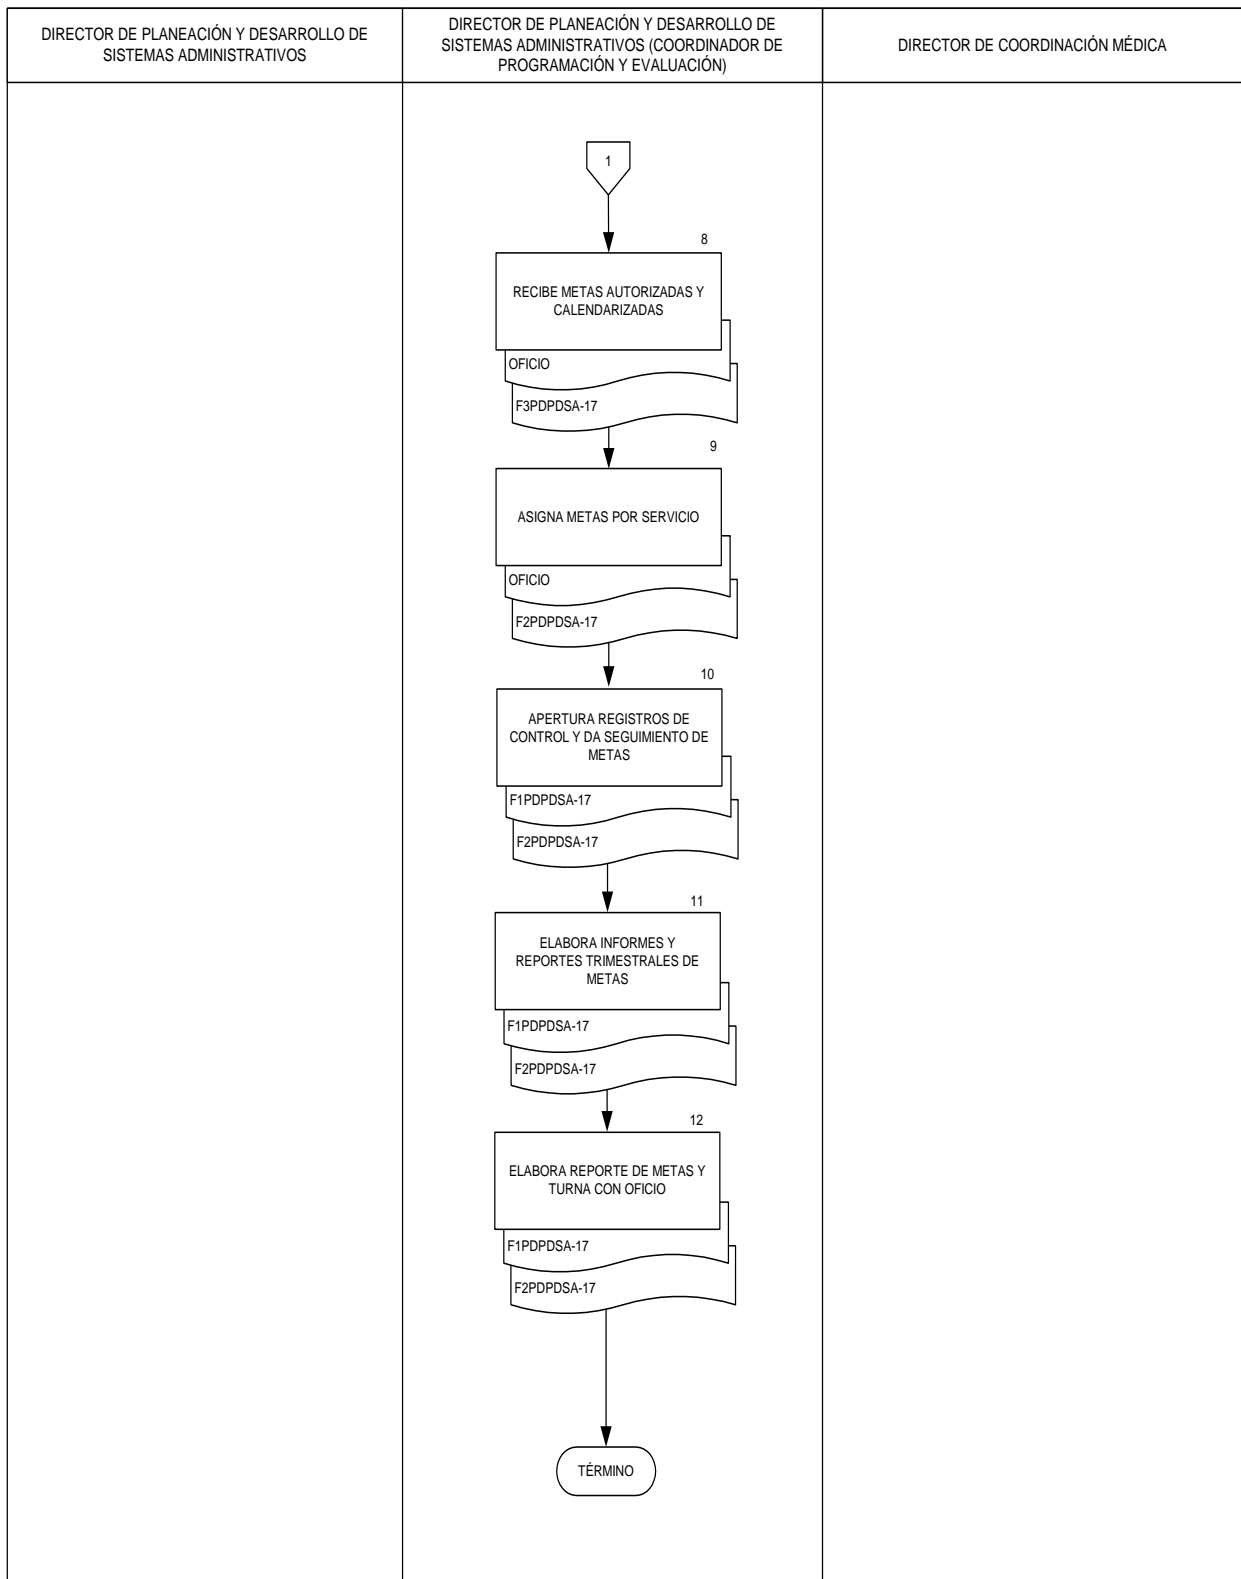 DIRECTOR DE PLANEACIÓN Y DESARROLLO DE
SISTEMAS ADMINISTRATIVOS
DIRECTOR DE PLANEACIÓN Y DESARROLLO DE
SISTEMAS ADMINISTRATIVOS (COORDINADOR DE
PROGRAMACIÓN Y EVALUACIÓN)
DIRECTOR DE COORDINACIÓN MÉDICA
1
8
RECIBE METAS AUTORIZADAS Y
CALENDARIZADAS
OFICIO
F3PDPDSA-17
9
ASIGNA METAS POR SERVICIO
OFICIO
F2PDPDSA-17
10
APERTURA REGISTROS DE
CONTROL Y DA SEGUIMIENTO DE
METAS
F1PDPDSA-17
F2PDPDSA-17
11
ELABORA INFORMES Y
REPORTES TRIMESTRALES DE
METAS
F1PDPDSA-17
F2PDPDSA-17
12
ELABORA REPORTE DE METAS Y
TURNA CON OFICIO
F1PDPDSA-17
F2PDPDSA-17
TÉRMINO